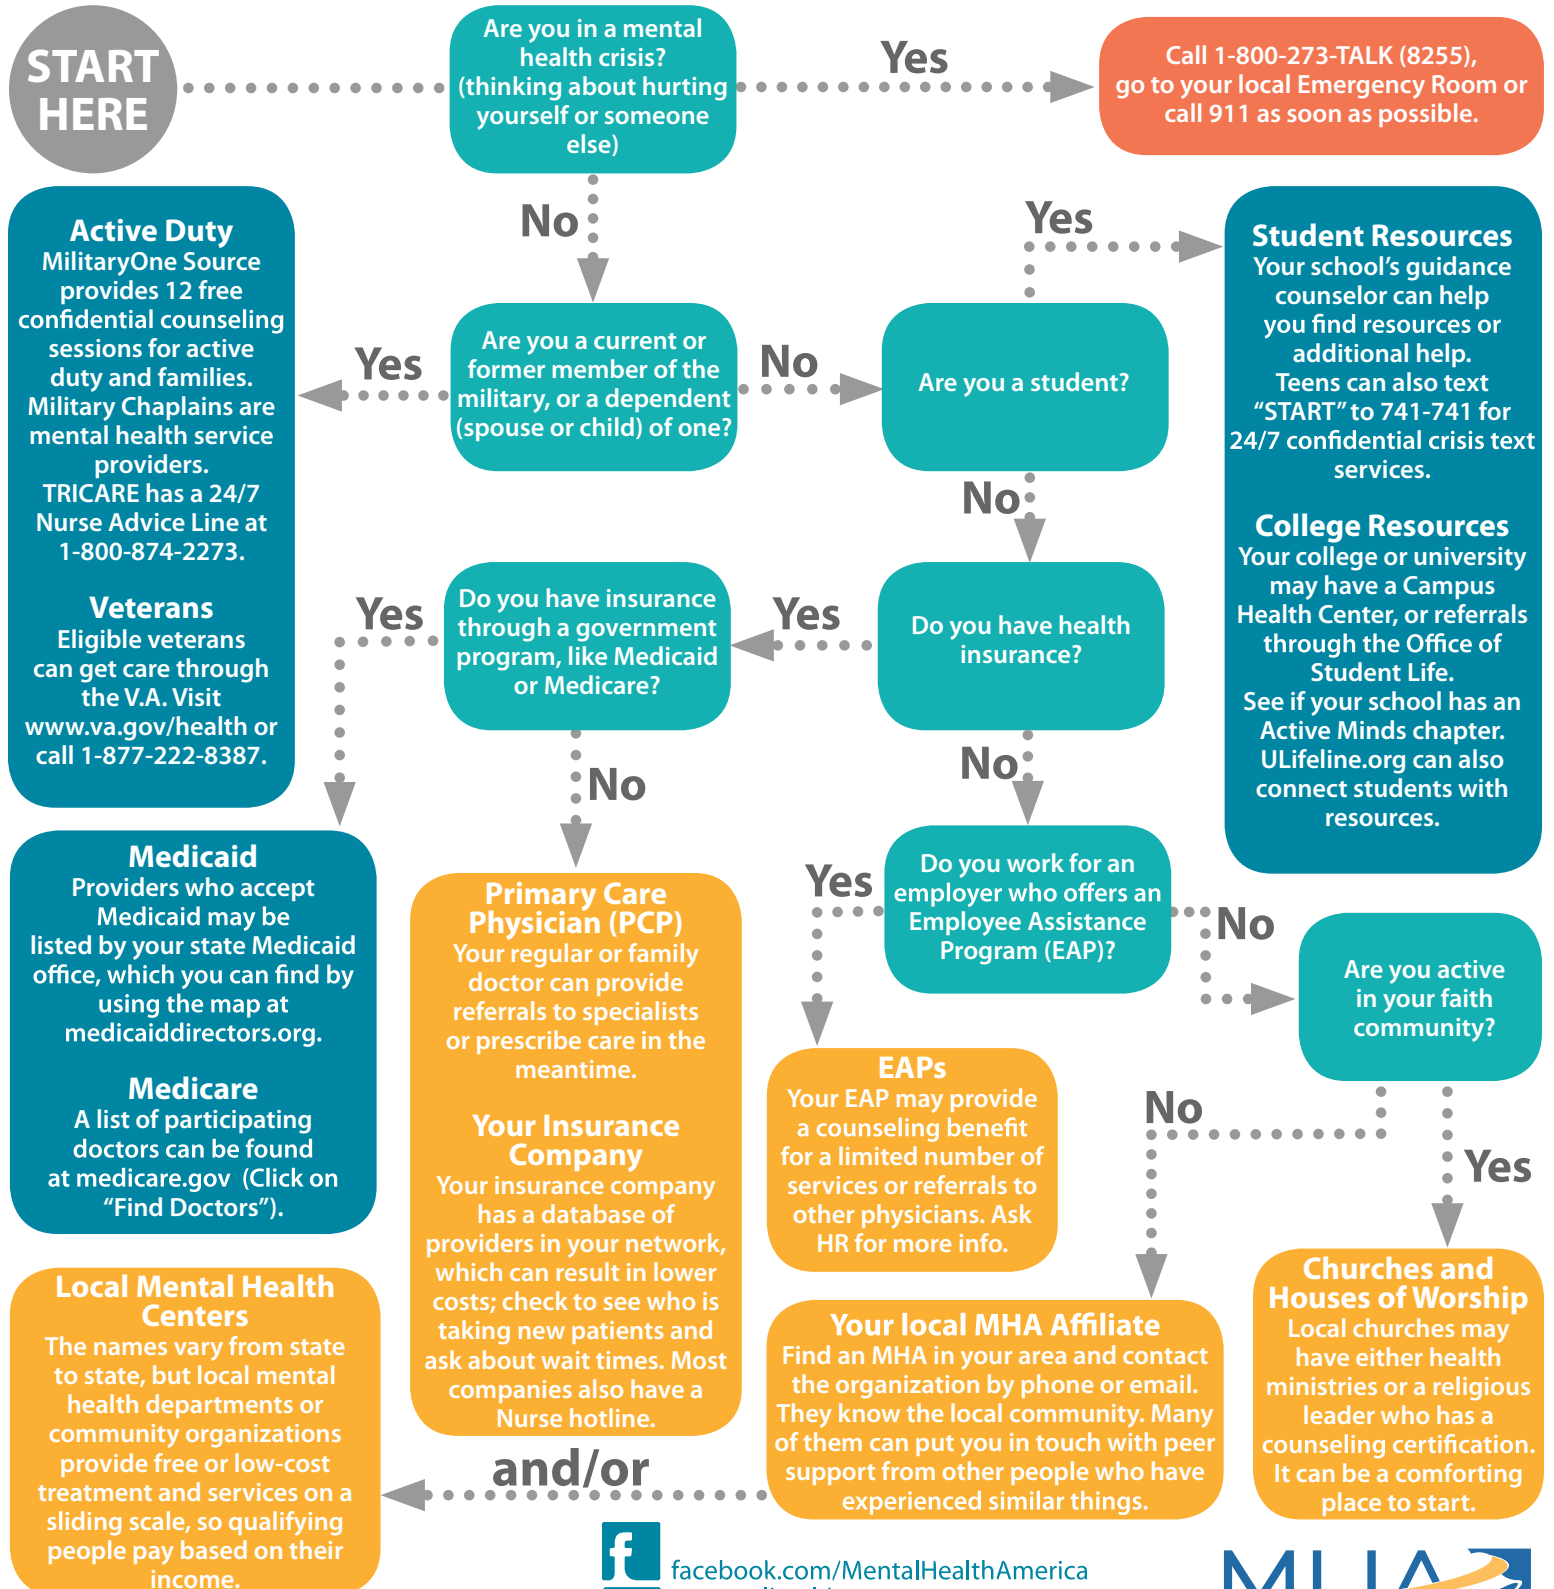 START
HERE
Are you in a mental
health crisis?
(thinking about hurting
yourself or someone
else)
Yes
Call 1-800-273-TALK (8255),
go to your local Emergency Room or
call 911 as soon as possible.
No
Active Duty
MilitaryOne Source
provides 12 free
confidential counseling
sessions for active
duty and families.
Military Chaplains are
mental health service
providers.
TRICARE has a 24/7
Nurse Advice Line at
1-800-874-2273.
Veterans
Eligible veterans
can get care through
the V.A. Visit
www.va.gov/health or
call 1-877-222-8387.
Yes
Are you a current or
former member of the
military, or a dependent
(spouse or child) of one?
No
Are you a student?
Yes
Student Resources
Your school's guidance
counselor can help
you find resources or
additional help.
Teens can also text
“START” to 741-741 for
24/7 confidential crisis text
services.
College Resources
Your college or university
may have a Campus
Health Center, or referrals
through the Office of
Student Life.
See if your school has an
Active Minds chapter.
ULifeline.org can also
connect students with
resources.
No
Do you have health
insurance?
Yes
Do you have insurance
through a government
program, like Medicaid
or Medicare?
Yes
Medicaid
Providers who accept
Medicaid may be
listed by your state Medicaid
office, which you can find by
using the map at
medicaiddirectors.org.
Medicare
A list of participating
doctors can be found
at medicare.gov (Click on
“Find Doctors”).
No
Primary Care
Physician (PCP)
Your regular or family
doctor can provide
referrals to specialists
or prescribe care in the
meantime.
Your Insurance
Company
Your insurance company
has a database of
providers in your network,
which can result in lower
costs; check to see who is
taking new patients and
ask about wait times. Most
companies also have a
Nurse hotline.
No
Do you work for an
employer who offers an
Employee Assistance
Program (EAP)?
Yes
EAPs
Your EAP may provide
a counseling benefit
for a limited number of
services or referrals to
other physicians. Ask
HR for more info.
No
Are you active
in your faith
community?
No
Yes
Your local MHA Affiliate
Find an MHA in your area and contact
the organization by phone or email.
They know the local community. Many
of them can put you in touch with peer
support from other people who have
experienced similar things.
Churches and
Houses of Worship
Local churches may
have either health
ministries or a religious
leader who has a
counseling certification.
It can be a comforting
place to start.
and/or
Local Mental Health
Centers
The names vary from state
to state, but local mental
health departments or
community organizations
provide free or low-cost
treatment and services on a
sliding scale, so qualifying
people pay based on their
income.
facebook.com/MentalHealthAmerica
MHA